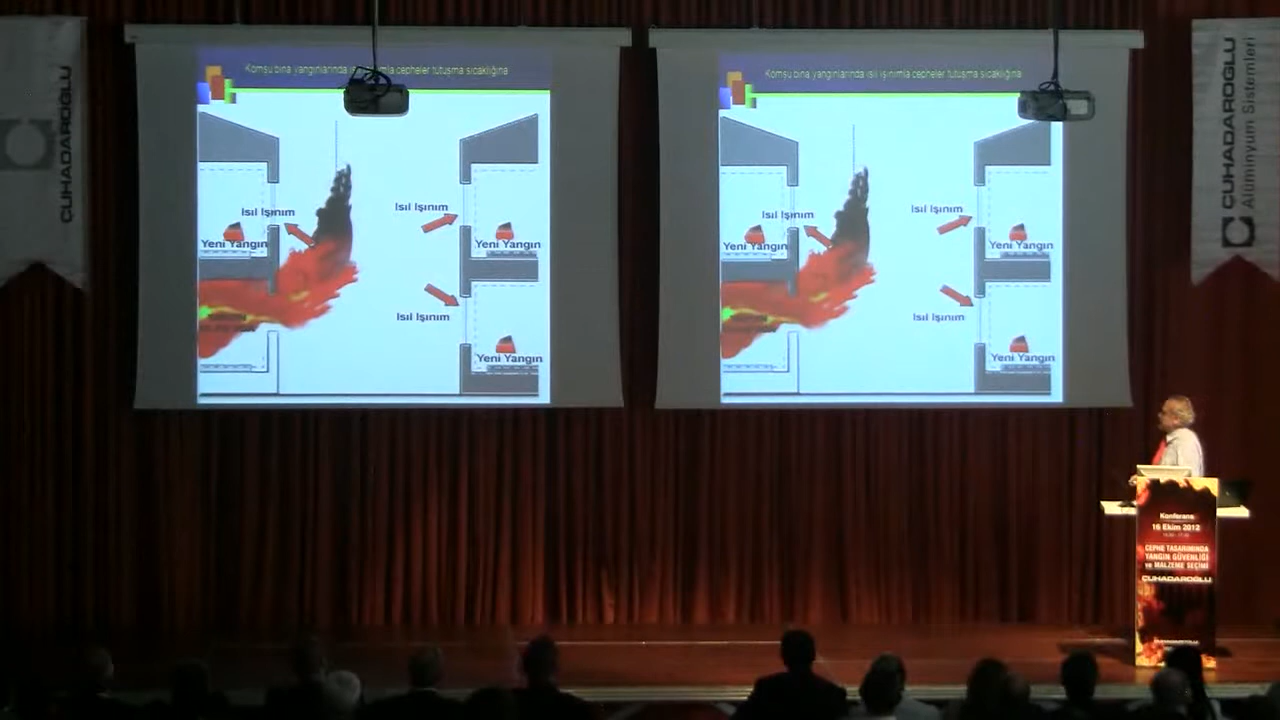 ÇUHADAROĞLU
Komşu bina yangınlarında ısıl ışınımla cepheler tutuşma sıcaklığına
Isıl Işınım
Isıl Işınım
Yeni Yangın
Yeni Yangın
Isıl Işınım
Yeni Yangın
Komşu bina yangınlarında ısıl ışınımla cepheler tutuşma sıcaklığına
Isıl Işınım
Isıl Işınım
Yeni Yangın
Yeni Yangın
Isıl Işınım
Yeni Yangın
ÇUHADAROĞLU
Alüminyum Sistemleri
Konferans
16 Ekim 2012
CEPHE TASARIMINDA
YANGIN GÜVENLİĞİ
ve MALZEME SEÇİMİ
ÇUHADAROĞLU